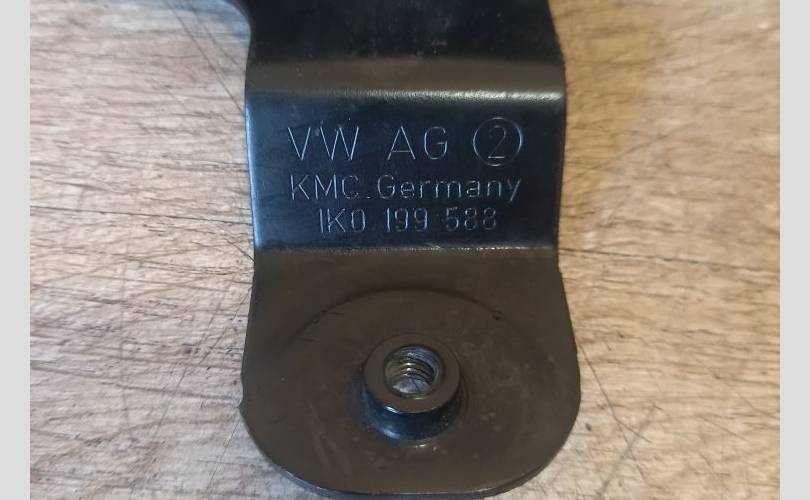 VW AG ②
KMC.Germany
1K0 199 588